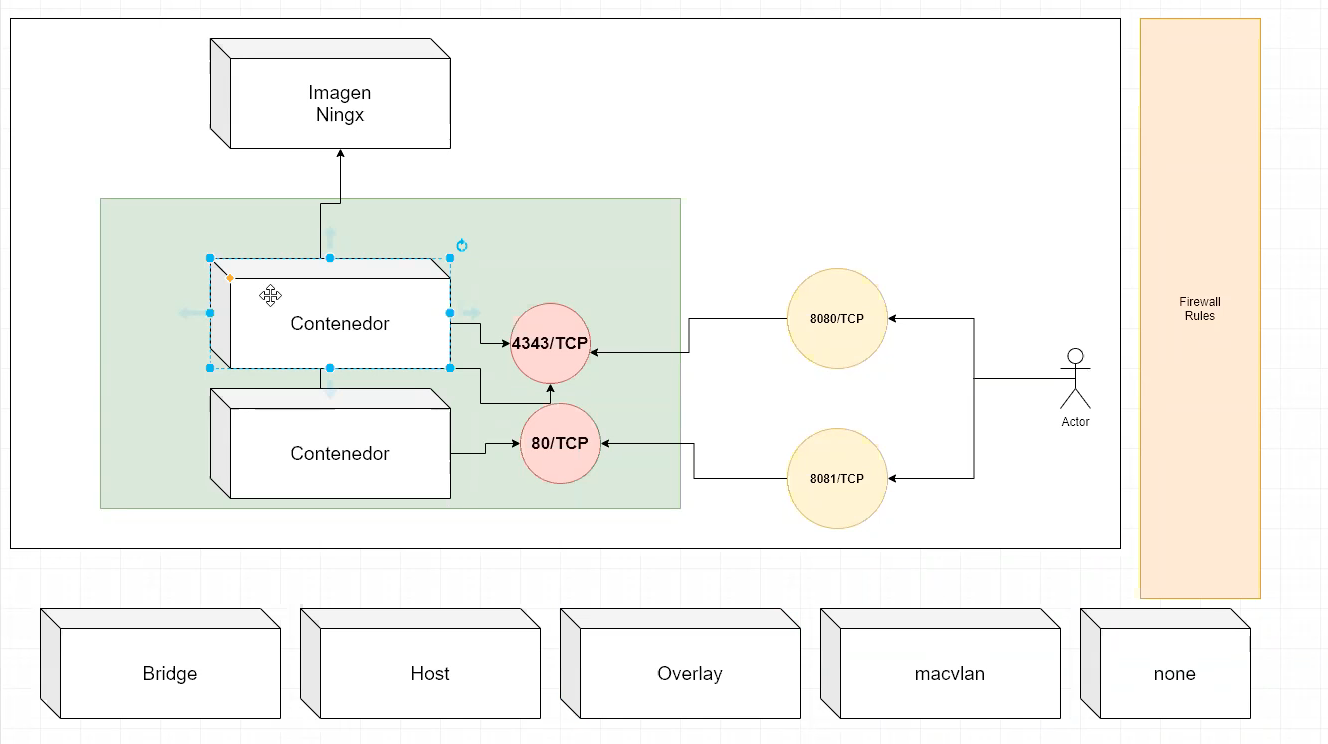 Imagen
Ningx
Contenedor
4343/TCP
8080/TCP
Firewall
Rules
Actor
Contenedor
80/TCP
8081/TCP
Bridge
Host
Overlay
macvlan
none